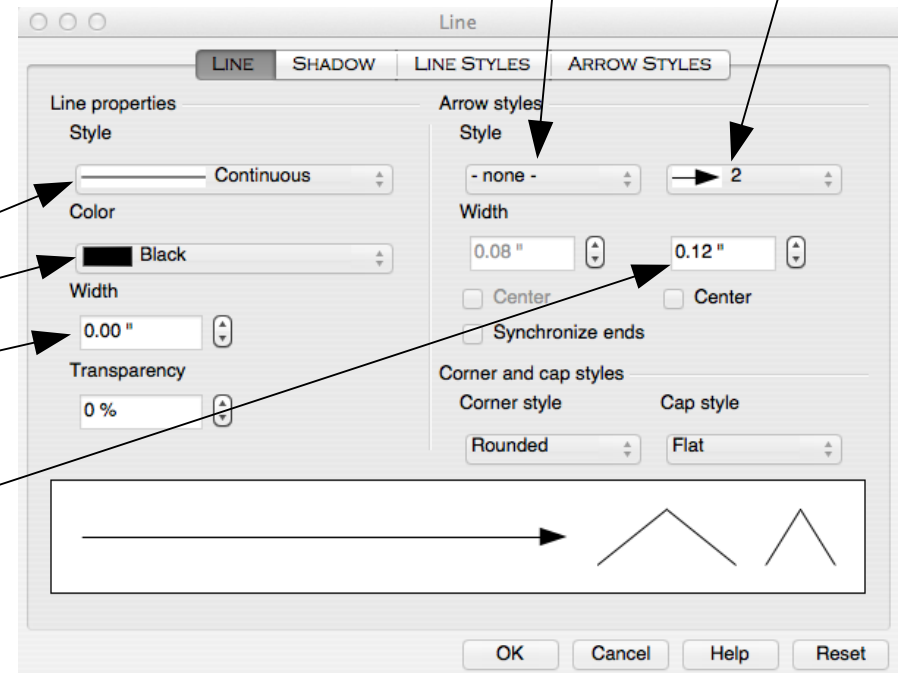 Line
LINE SHADOW LINE STYLES ARROW STYLES
Line properties
Style
Continuous
Color
Black
Width
0.00 "
Transparency
0 %
Arrow styles
Style
- none - 2
Width
0.08 " 0.12 "
Center Center
Synchronize ends
Corner and cap styles
Corner style Cap style
Rounded Flat
OK Cancel Help Reset